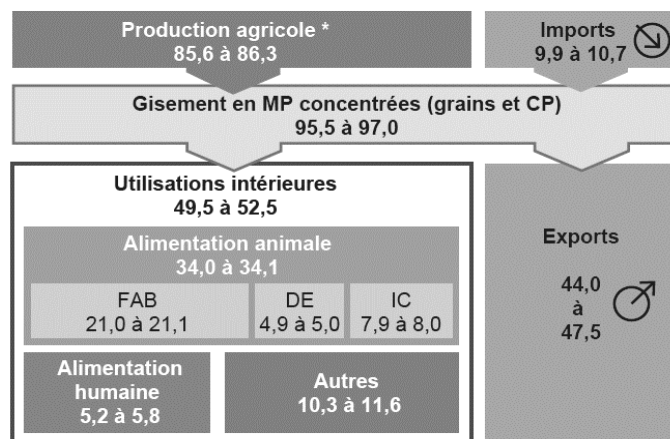 Production agricole *
85,6 à 86,3
Imports
9,9 à 10,7
Gisement en MP concentrées (grains et CP)
95,5 à 97,0
Utilisations intérieures
49,5 à 52,5
Alimentation animale
34,0 à 34,1
FAB
21,0 à 21,1
DE
4,9 à 5,0
IC
7,9 à 8,0
Alimentation
humaine
5,2 à 5,8
Autres
10,3 à 11,6
Exports
44,0
à
47,5